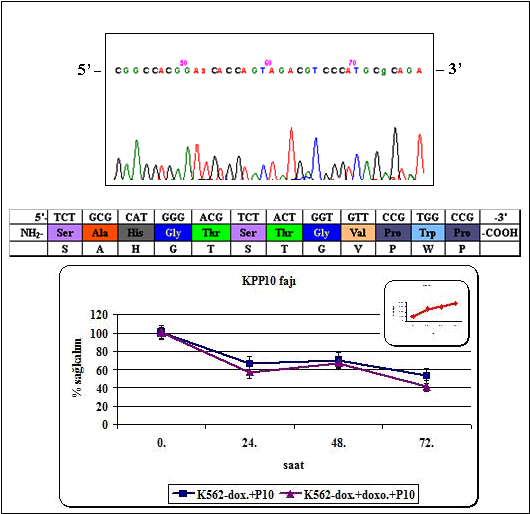 50 60 70
5’ – CGGCCACGGAaCACCAGTAGACGTCCCATGCgCAGA – 3’
5'- TCT GCG CAT GGG ACG TCT ACT GGT GTT CCG TGG CCG -3'
NH2- Ser Ala His Gly Thr Ser Thr Gly Val Pro Trp Pro -COOH
S A H G T S T G V P W P
KPP10 fajı
% sağkalım
120
100
80
60
40
20
0
0. 24. 48. 72.
saat
K562-dox.+P10 K562-dox.+doxo.+P10